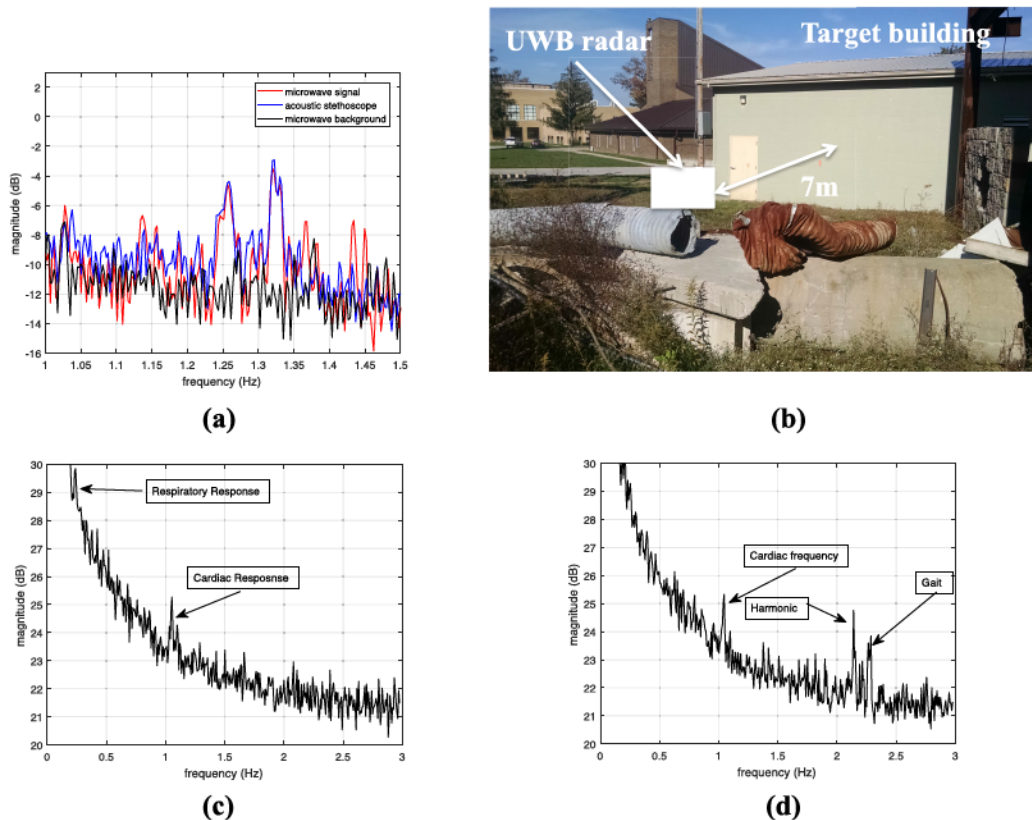 2
0
-2
-4
-6
-8
-10
-12
-14
-16
magnitude (dB)
microwave signal
acoustic stethoscope
microwave background
1 1.05 1.1 1.15 1.2 1.25 1.3 1.35 1.4 1.45 1.5
frequency (Hz)
(a)
UWB radar
Target building
7m
(b)
30
29
28
27
26
25
24
23
22
21
20
magnitude (dB)
Respiratory Response
Cardiac Resposnse
0 0.5 1 1.5 2 2.5 3
frequency (Hz)
(c)
30
29
28
27
26
25
24
23
22
21
20
magnitude (dB)
Cardiac frequency
Harmonic
Gait
0 0.5 1 1.5 2 2.5 3
frequency (Hz)
(d)